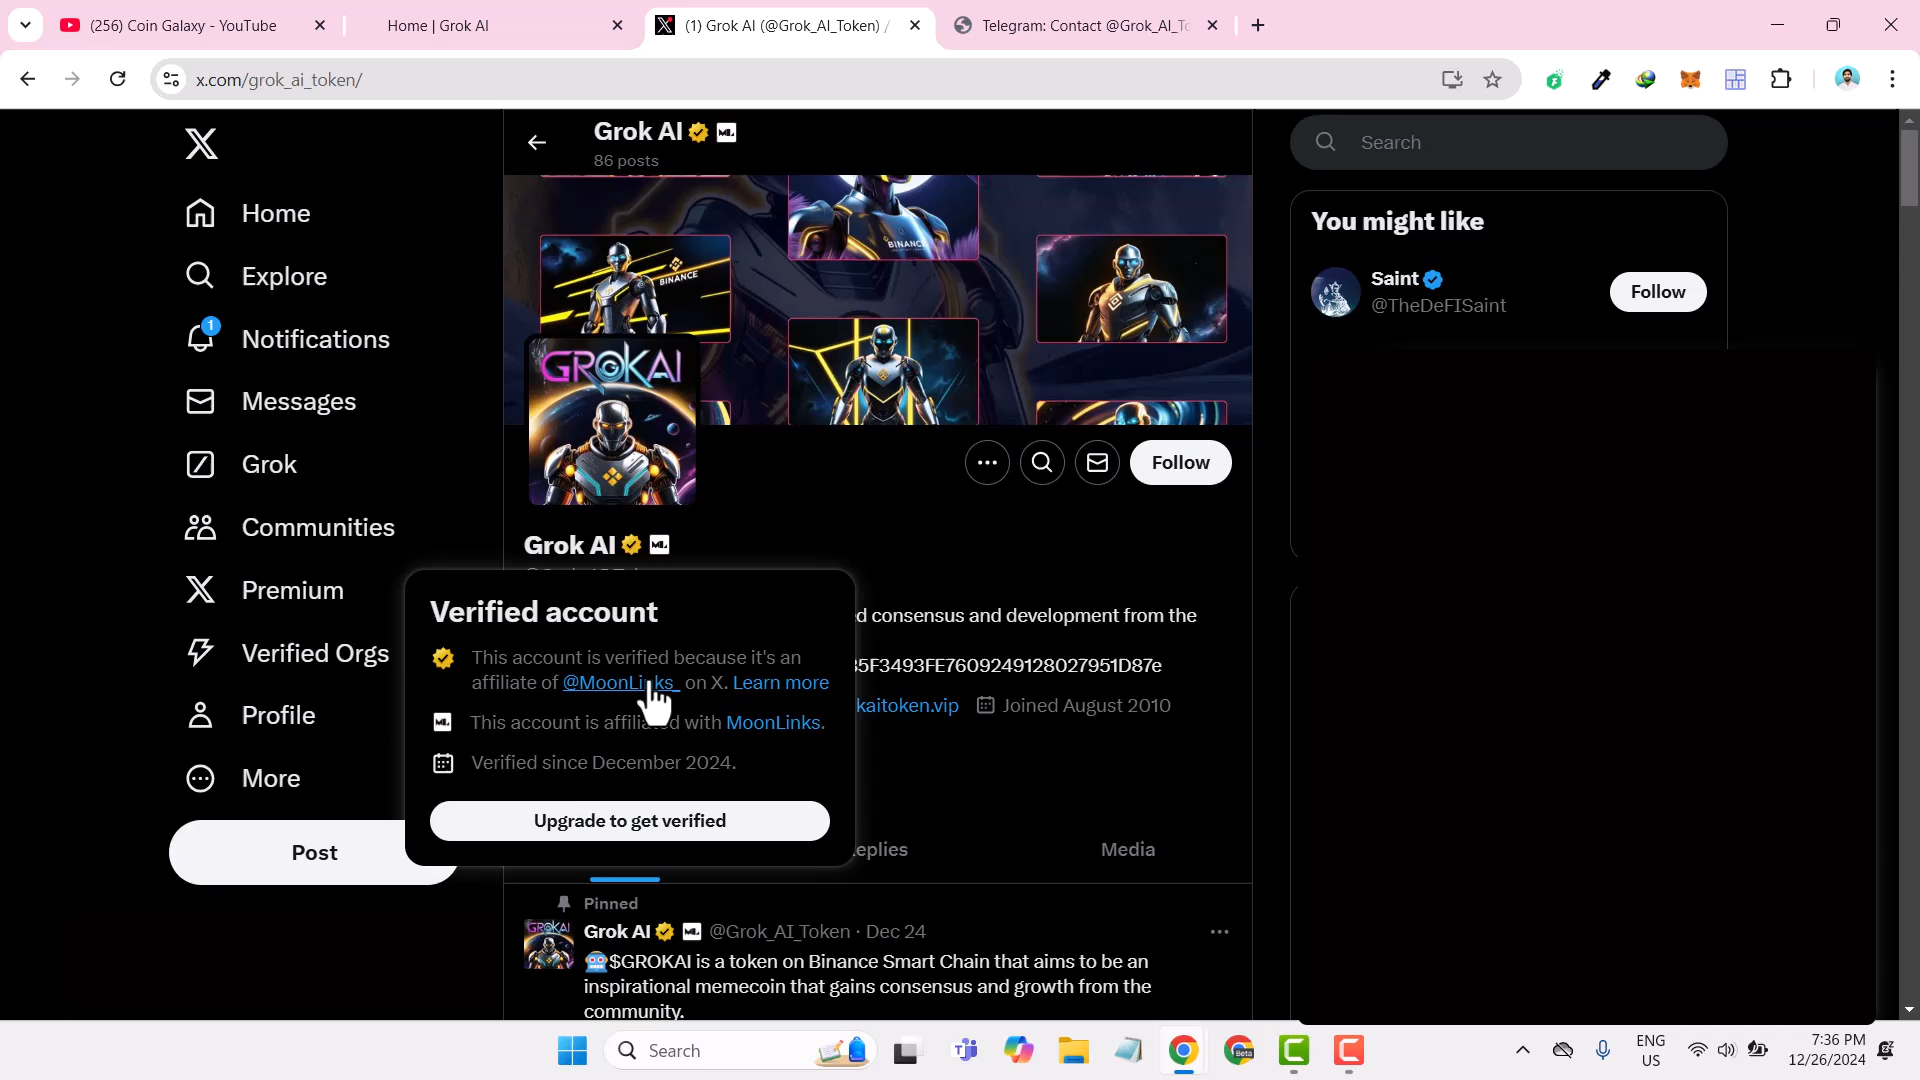 (256) Coin Galaxy - YouTube
Home | Grok AI
(1) Grok AI (@Grok_AI_Token) /
Telegram: Contact @Grok_AI_To
x.com/grok_ai_token/
Grok AI
86 posts
Search
Home
Explore
1
Notifications
Messages
Grok
Communities
Premium
Verified Orgs
Profile
More
Post
BINANCE
BINANCE
GROKAI
Follow
Grok AI
d consensus and development from the
35F3493FE7609249128027951D87e
kaitoken.vip
Joined August 2010
Verified account
This account is verified because it's an
affiliate of @MoonLinks_ on X. Learn more
This account is affiliated with MoonLinks.
Verified since December 2024.
Upgrade to get verified
eplies
Media
Pinned
Grok AI @Grok_AI_Token · Dec 24
🤖$GROKAI is a token on Binance Smart Chain that aims to be an
inspirational memecoin that gains consensus and growth from the
community.
You might like
Saint
@TheDeFISaint
Follow
Search
ENG
US
7:36 PM
12/26/2024